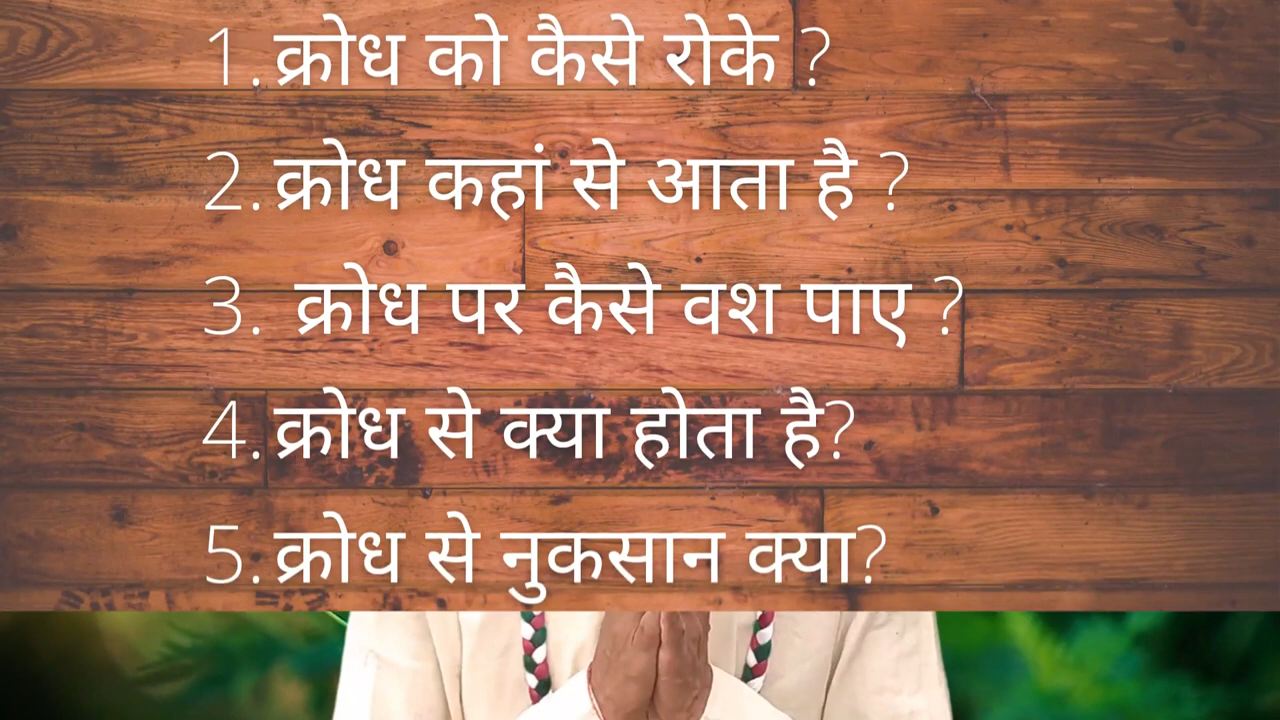 1. क्रोध को कैसे रोके ?
2. क्रोध कहां से आता है ?
3. क्रोध पर कैसे वश पाए ?
4. क्रोध से क्या होता है?
5. क्रोध से नुकसान क्या?